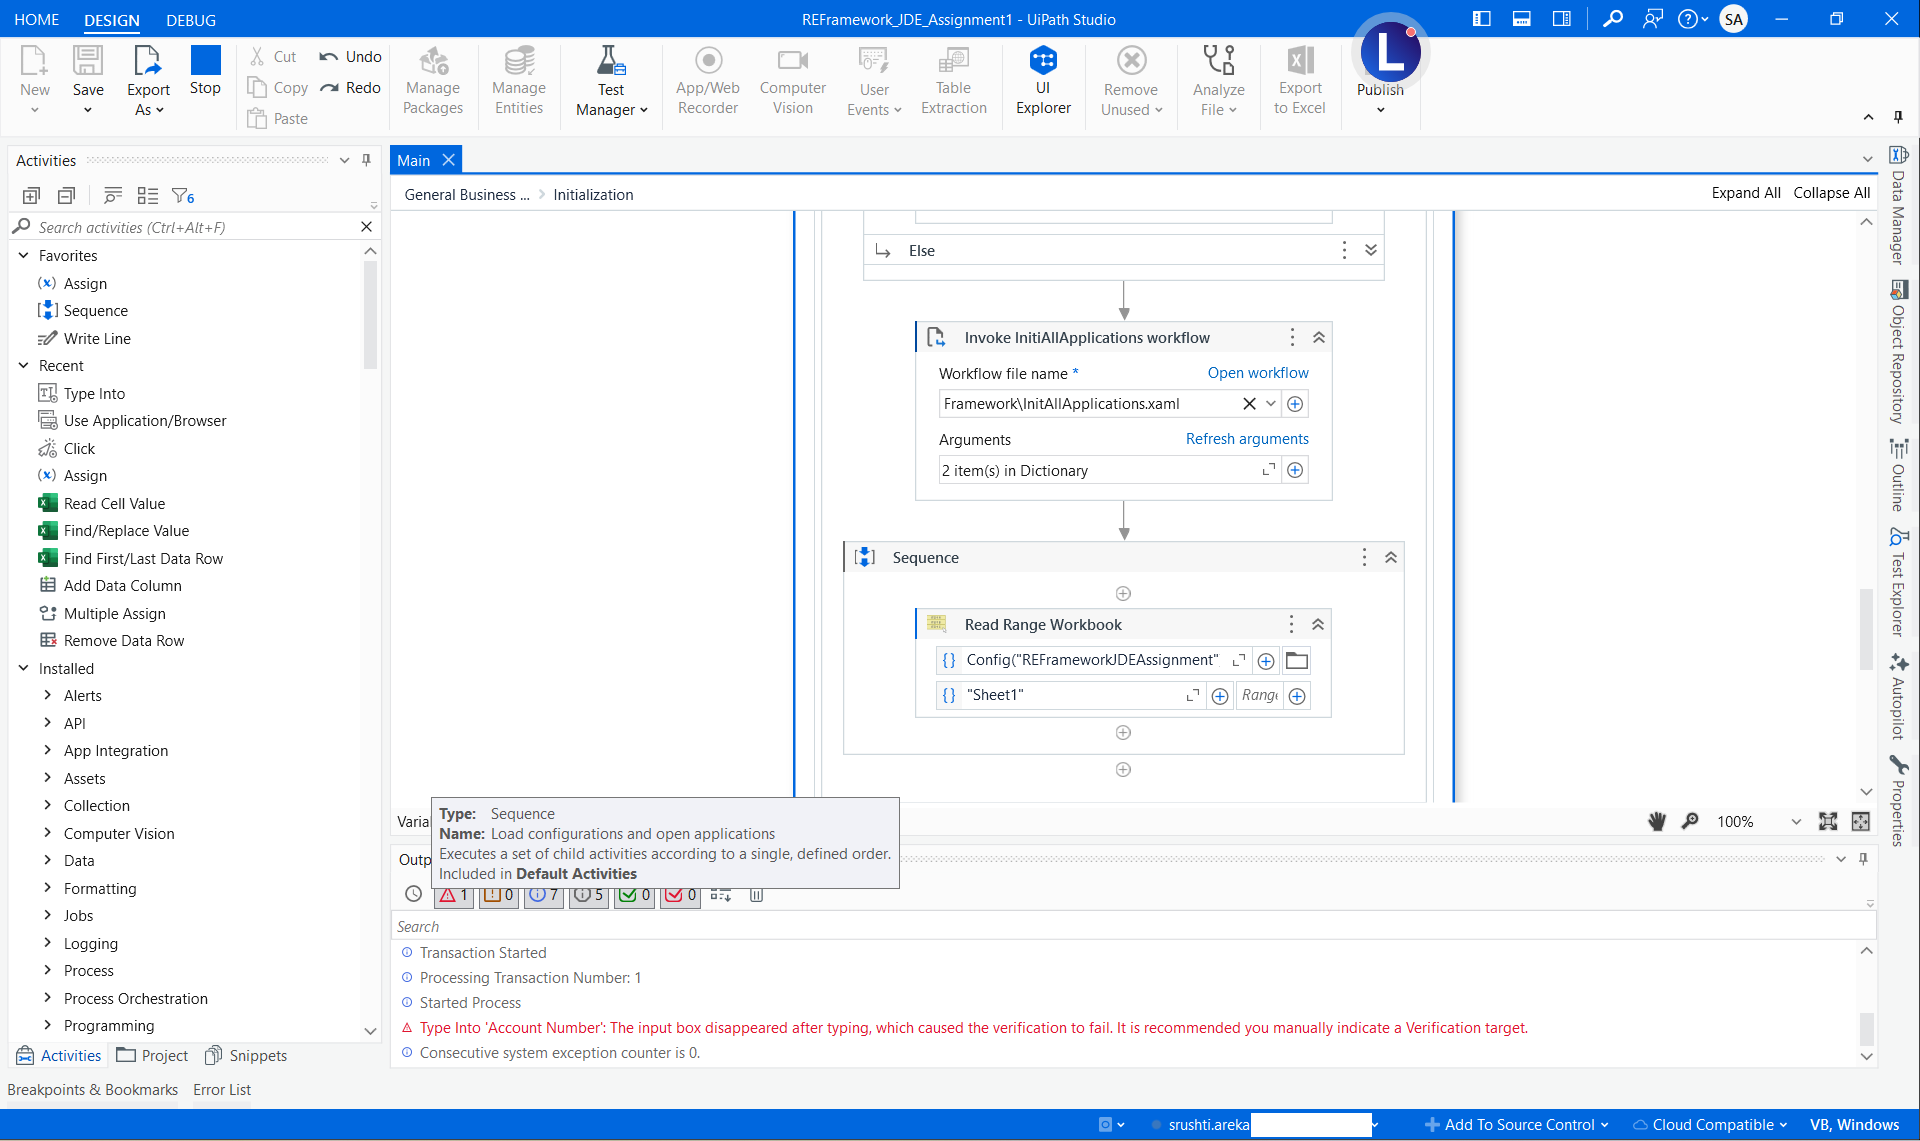 HOME DESIGN DEBUG
REFramework_JDE_Assignment1 - UiPath Studio
SA
New
Save
Export As
Stop
Cut
Copy
Paste
Undo
Redo
Manage Packages
Manage Entities
Test Manager
App/Web Recorder
Computer Vision
User Events
Table Extraction
UI Explorer
Remove Unused
Analyze File
Export to Excel
L
Publish
Activities
6
Search activities (Ctrl+Alt+F)
Favorites
Assign
Sequence
Write Line
Recent
Type Into
Use Application/Browser
Click
Assign
Read Cell Value
Find/Replace Value
Find First/Last Data Row
Add Data Column
Multiple Assign
Remove Data Row
Installed
Alerts
API
App Integration
Assets
Collection
Computer Vision
Data
Formatting
Jobs
Logging
Process
Process Orchestration
Programming
Activities Project Snippets
Breakpoints & Bookmarks Error List
Main
General Business ... > Initialization
Expand All Collapse All
Else
Invoke InitiAllApplications workflow
Workflow file name * Open workflow
Framework\InitAllApplications.xaml
Arguments Refresh arguments
2 item(s) in Dictionary
Sequence
Read Range Workbook
{} Config("REFrameworkJDEAssignment"
{} "Sheet1" Range
100%
Type: Sequence
Name: Load configurations and open applications
Executes a set of child activities according to a single, defined order.
Included in Default Activities
1 0 7 5 0 0
Search
Transaction Started
Processing Transaction Number: 1
Started Process
Type Into 'Account Number': The input box disappeared after typing, which caused the verification to fail. It is recommended you manually indicate a Verification target.
Consecutive system exception counter is 0.
Data Manager
Object Repository
Outline
Test Explorer
Autopilot
Properties
srushti.areka
Add To Source Control
Cloud Compatible
VB, Windows